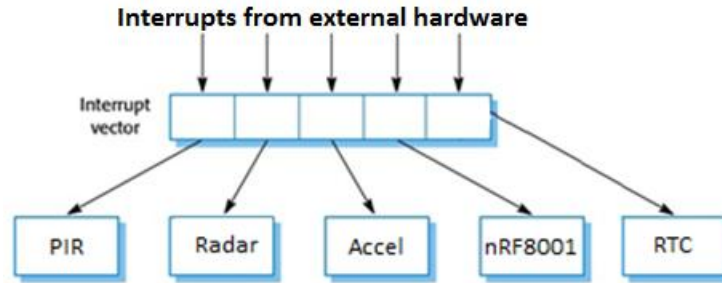 Interrupts from external hardware
Interrupt
vector
PIR
Radar
Accel
nRF8001
RTC